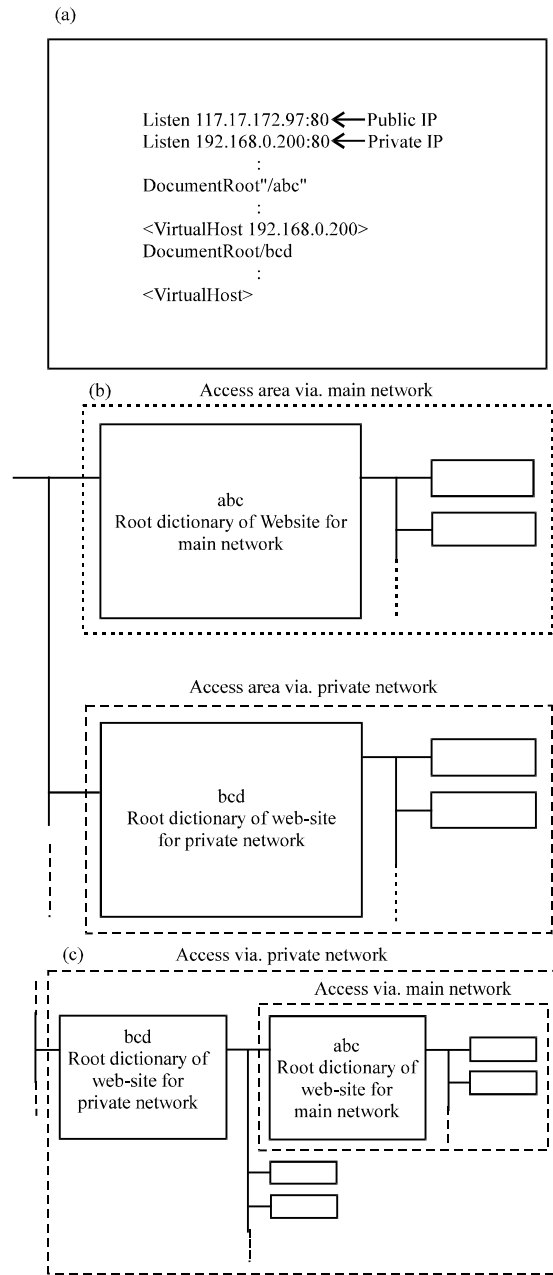 (a)
Listen 117.17.172.97:80 Public IP
Listen 192.168.0.200:80 Private IP
:
DocumentRoot"/abc"
:
<VirtualHost 192.168.0.200>
DocumentRoot/bcd
:
<VirtualHost>
(b)
Access area via. main network
abc
Root dictionary of Website for
main network
Access area via. private network
bcd
Root dictionary of web-site
for private network
(c)
Access via. private network
Access via. main network
bcd
Root dictionary of
web-site for
private network
abc
Root dictionary of
web-site for
main network